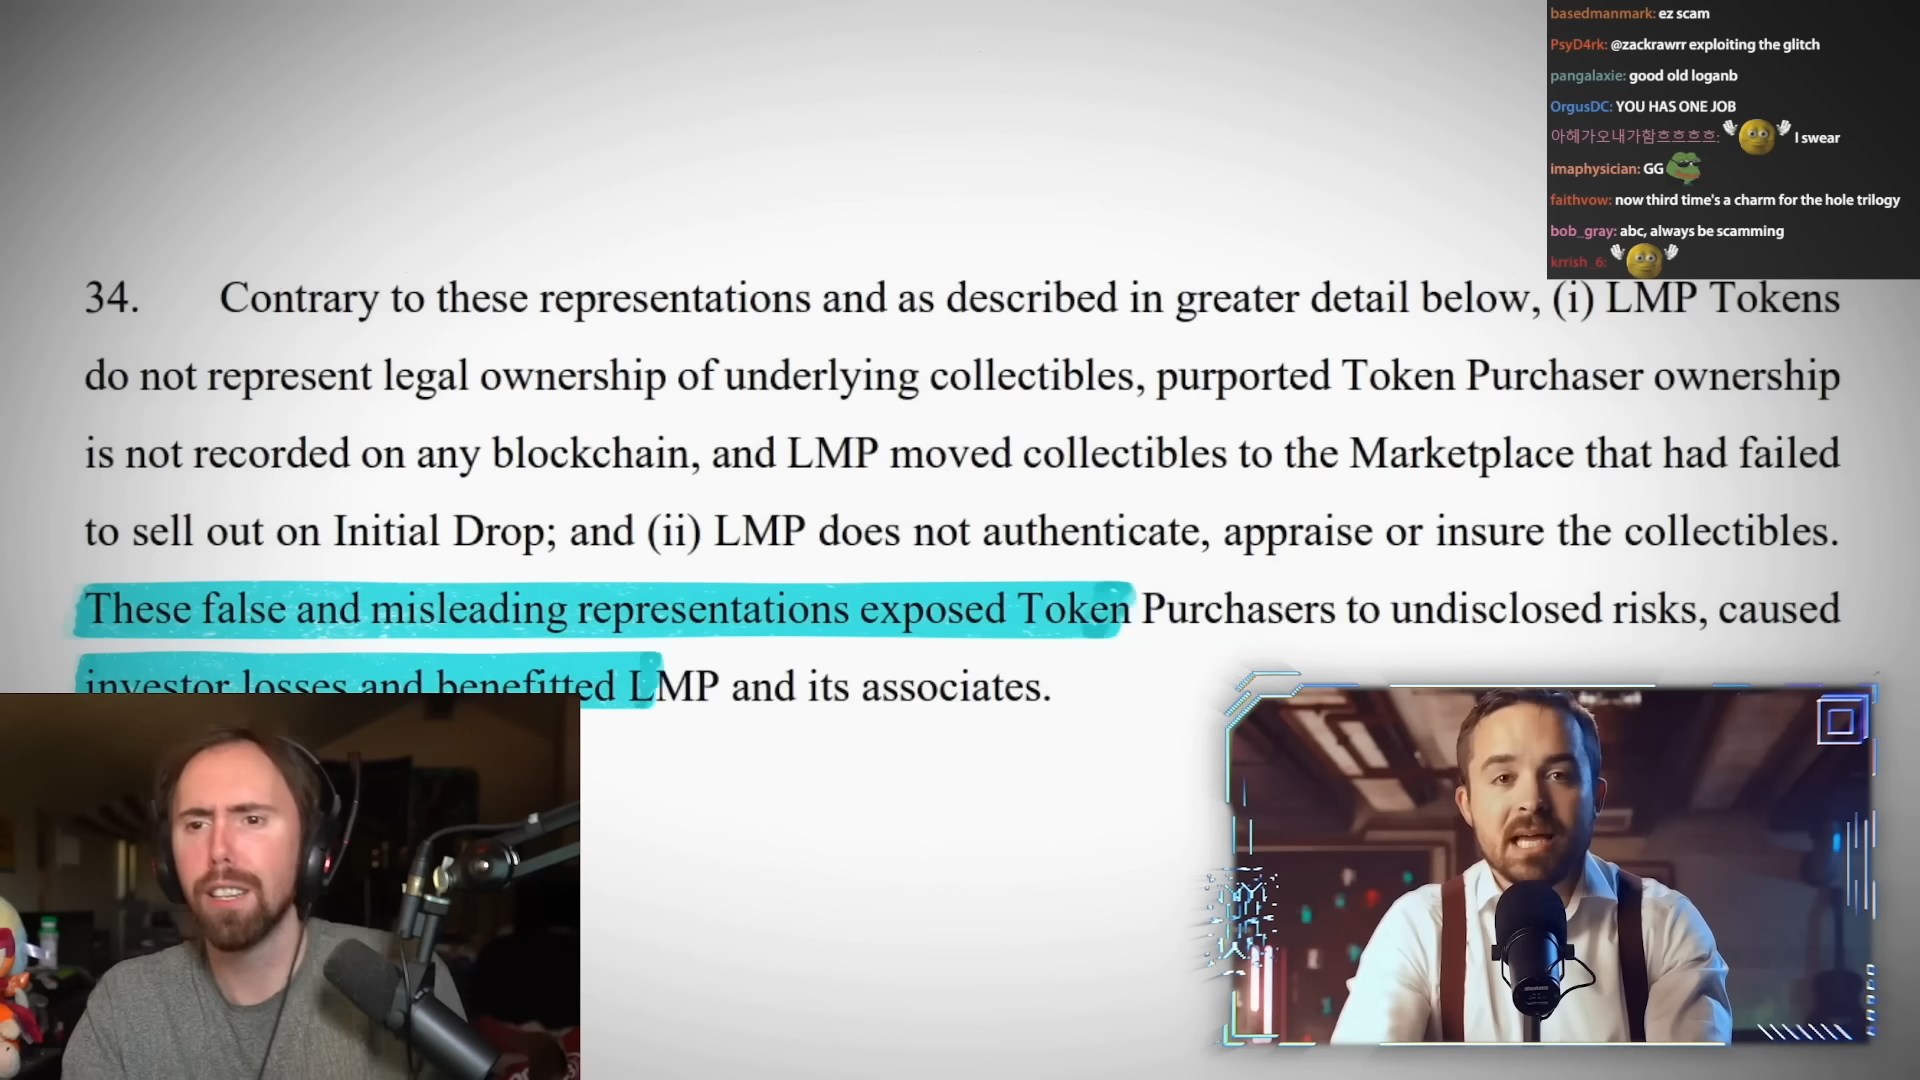 basedmanmark: ez scam
PsyD4rk: @zackrawrr exploiting the glitch
pangalaxie: good old loganb
OrgusDC: YOU HAS ONE JOB
아헤가오내가함흐흐흐흐: I swear
imaphysician: GG
faithvow: now third time's a charm for the hole trilogy
bob_gray: abc, always be scamming
krrish_6:
34. Contrary to these representations and as described in greater detail below, (i) LMP Tokens
do not represent legal ownership of underlying collectibles, purported Token Purchaser ownership
is not recorded on any blockchain, and LMP moved collectibles to the Marketplace that had failed
to sell out on Initial Drop; and (ii) LMP does not authenticate, appraise or insure the collectibles.
These false and misleading representations exposed Token Purchasers to undisclosed risks, caused
investor losses and benefitted LMP and its associates.